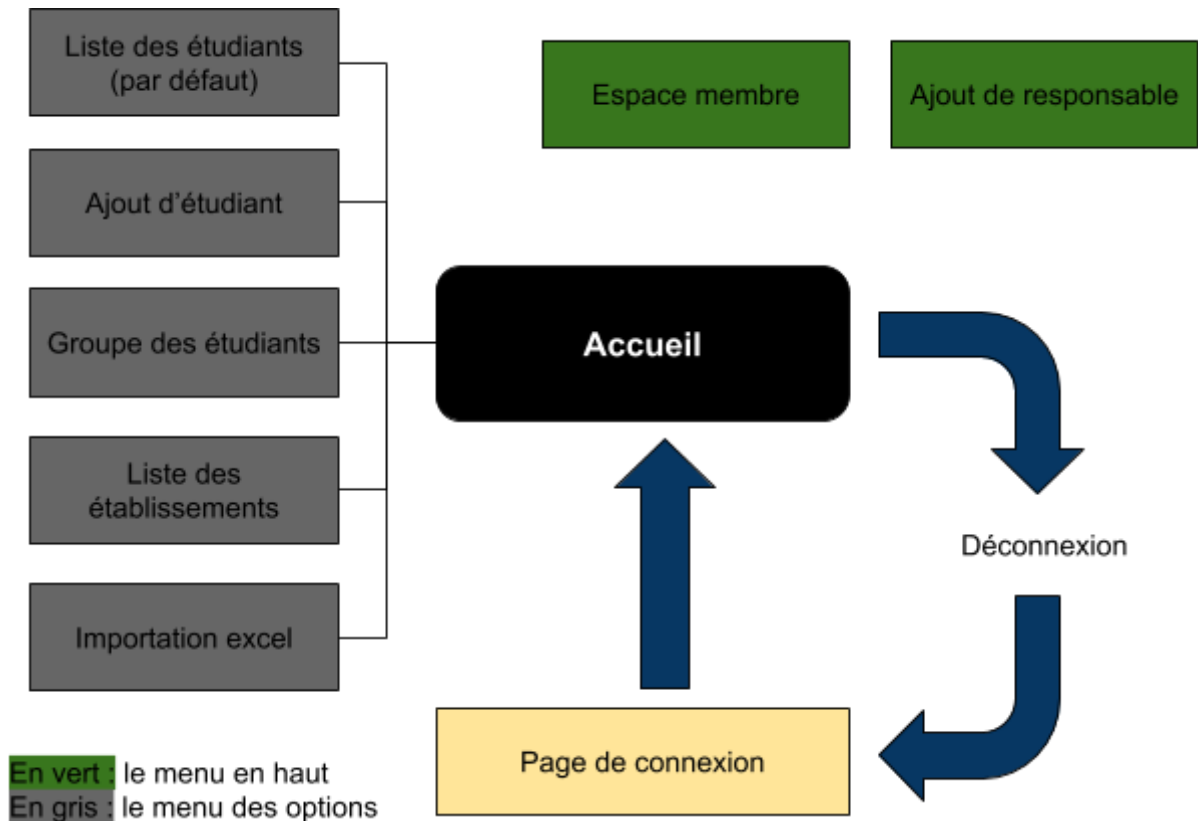 Liste des étudiants
(par défaut)
Espace membre
Ajout de responsable
Ajout d’étudiant
Groupe des étudiants
Accueil
Liste des
établissements
Déconnexion
Importation excel
Page de connexion
En vert : le menu en haut
En gris : le menu des options